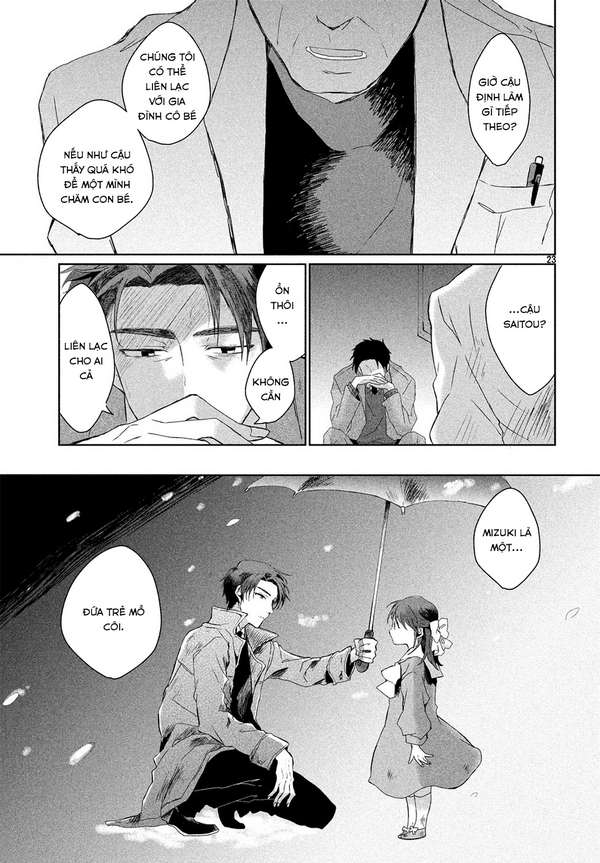 GIỜ CẬU
ĐỊNH LÀM
GÌ TIẾP
THEO?
CHÚNG TÔI
CÓ THỂ
LIÊN LẠC
VỚI GIA
ĐÌNH CÔ BÉ
NẾU NHƯ CẬU
THẤY QUÁ KHÓ
ĐỂ MỘT MÌNH
CHĂM CON BÉ.
23
...CẬU
SAITOU?
ỔN
THÔI
...
KHÔNG
CẦN
LIÊN LẠC
CHO AI
CẢ
MIZUKI LÀ
MỘT...
ĐỨA TRẺ MỒ
CÔI.